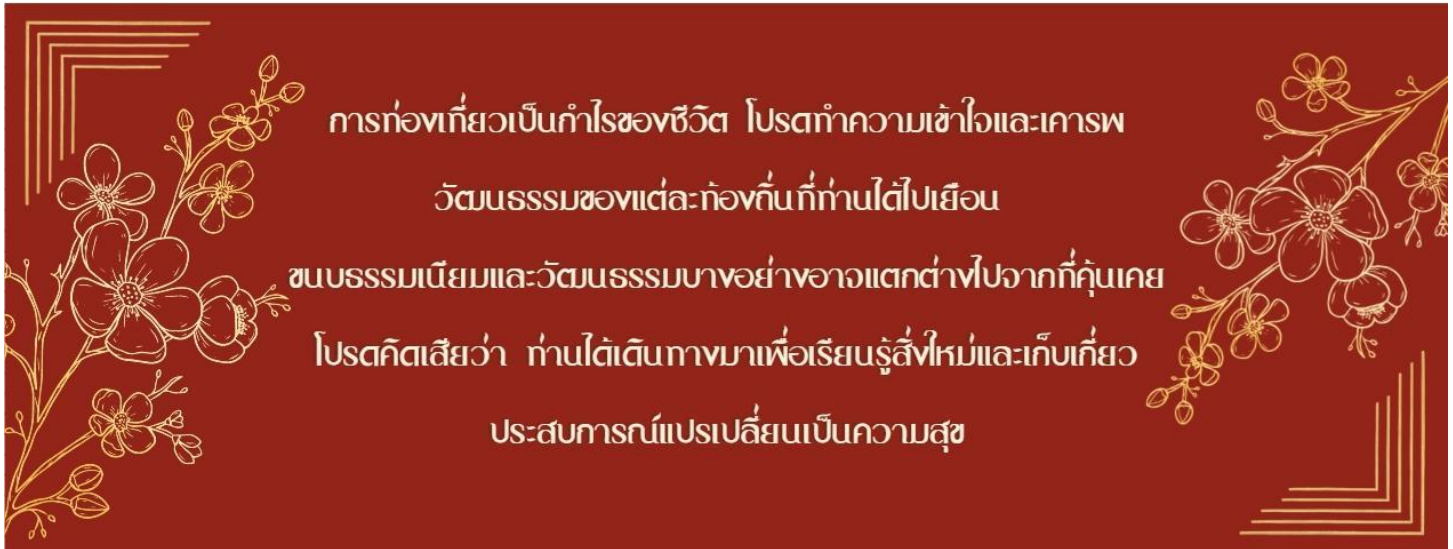 การท่องเที่ยวเป็นกำไรของชีวิต โปรดทำความเข้าใจและเคารพ
วัฒนธรรมของแต่ละท้องถิ่นที่ท่านได้ไปเยือน
ขนบธรรมเนียมและวัฒนธรรมบางอย่างอาจแตกต่างไปจากที่คุ้นเคย
โปรดคิดเสียว่า ท่านได้เดินทางมาเพื่อเรียนรู้สิ่งใหม่และเก็บเกี่ยว
ประสบการณ์แปรเปลี่ยนเป็นความสุข